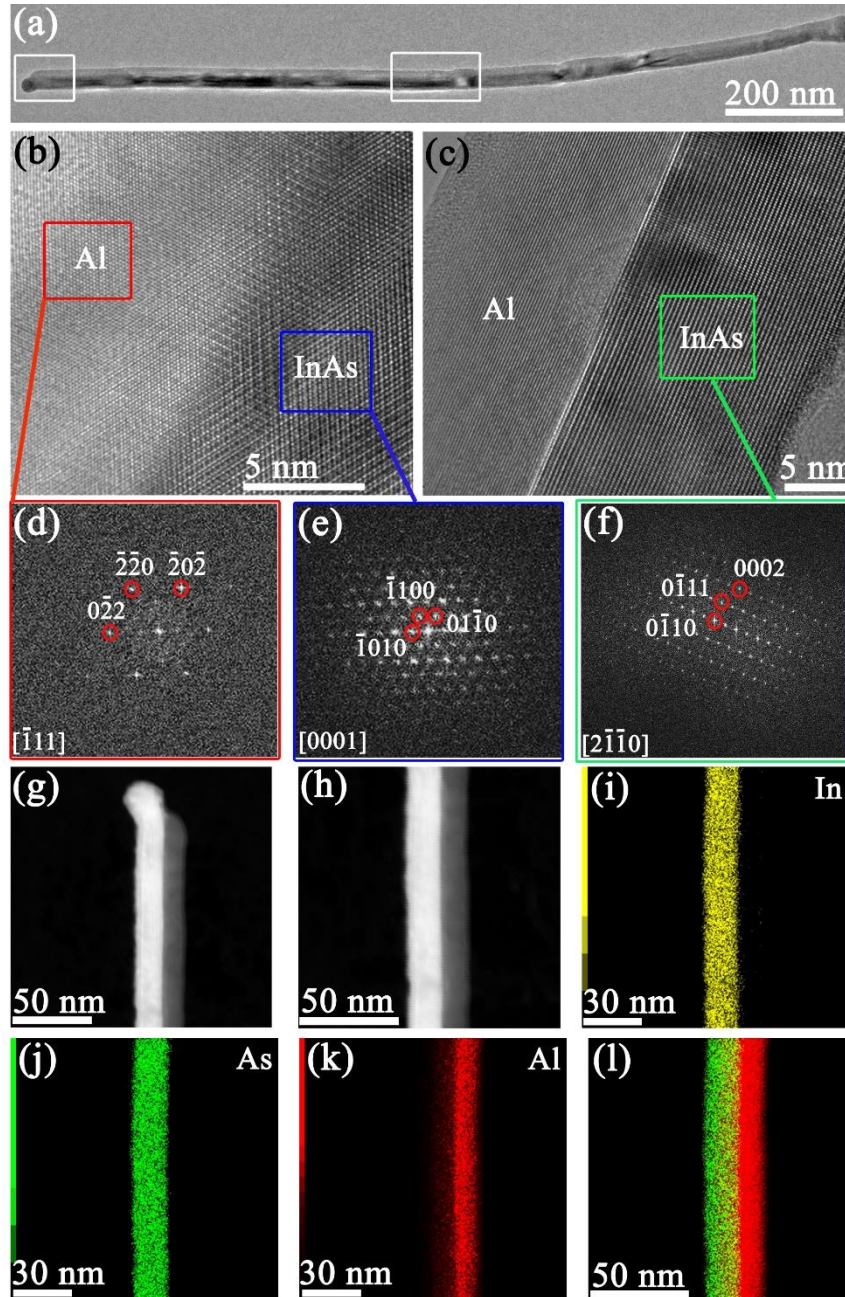 (a)
200 nm
(b)
Al
InAs
5 nm
(c)
Al
InAs
5 nm
(d)
2̄2̄0
2̄02̄
02̄2
[1̄11]
(e)
1̄100
011̄0
1̄010
[0001]
(f)
0002
01̄11
01̄10
[21̄1̄0]
(g)
50 nm
(h)
50 nm
(i)
In
30 nm
(j)
As
30 nm
(k)
Al
30 nm
(l)
50 nm